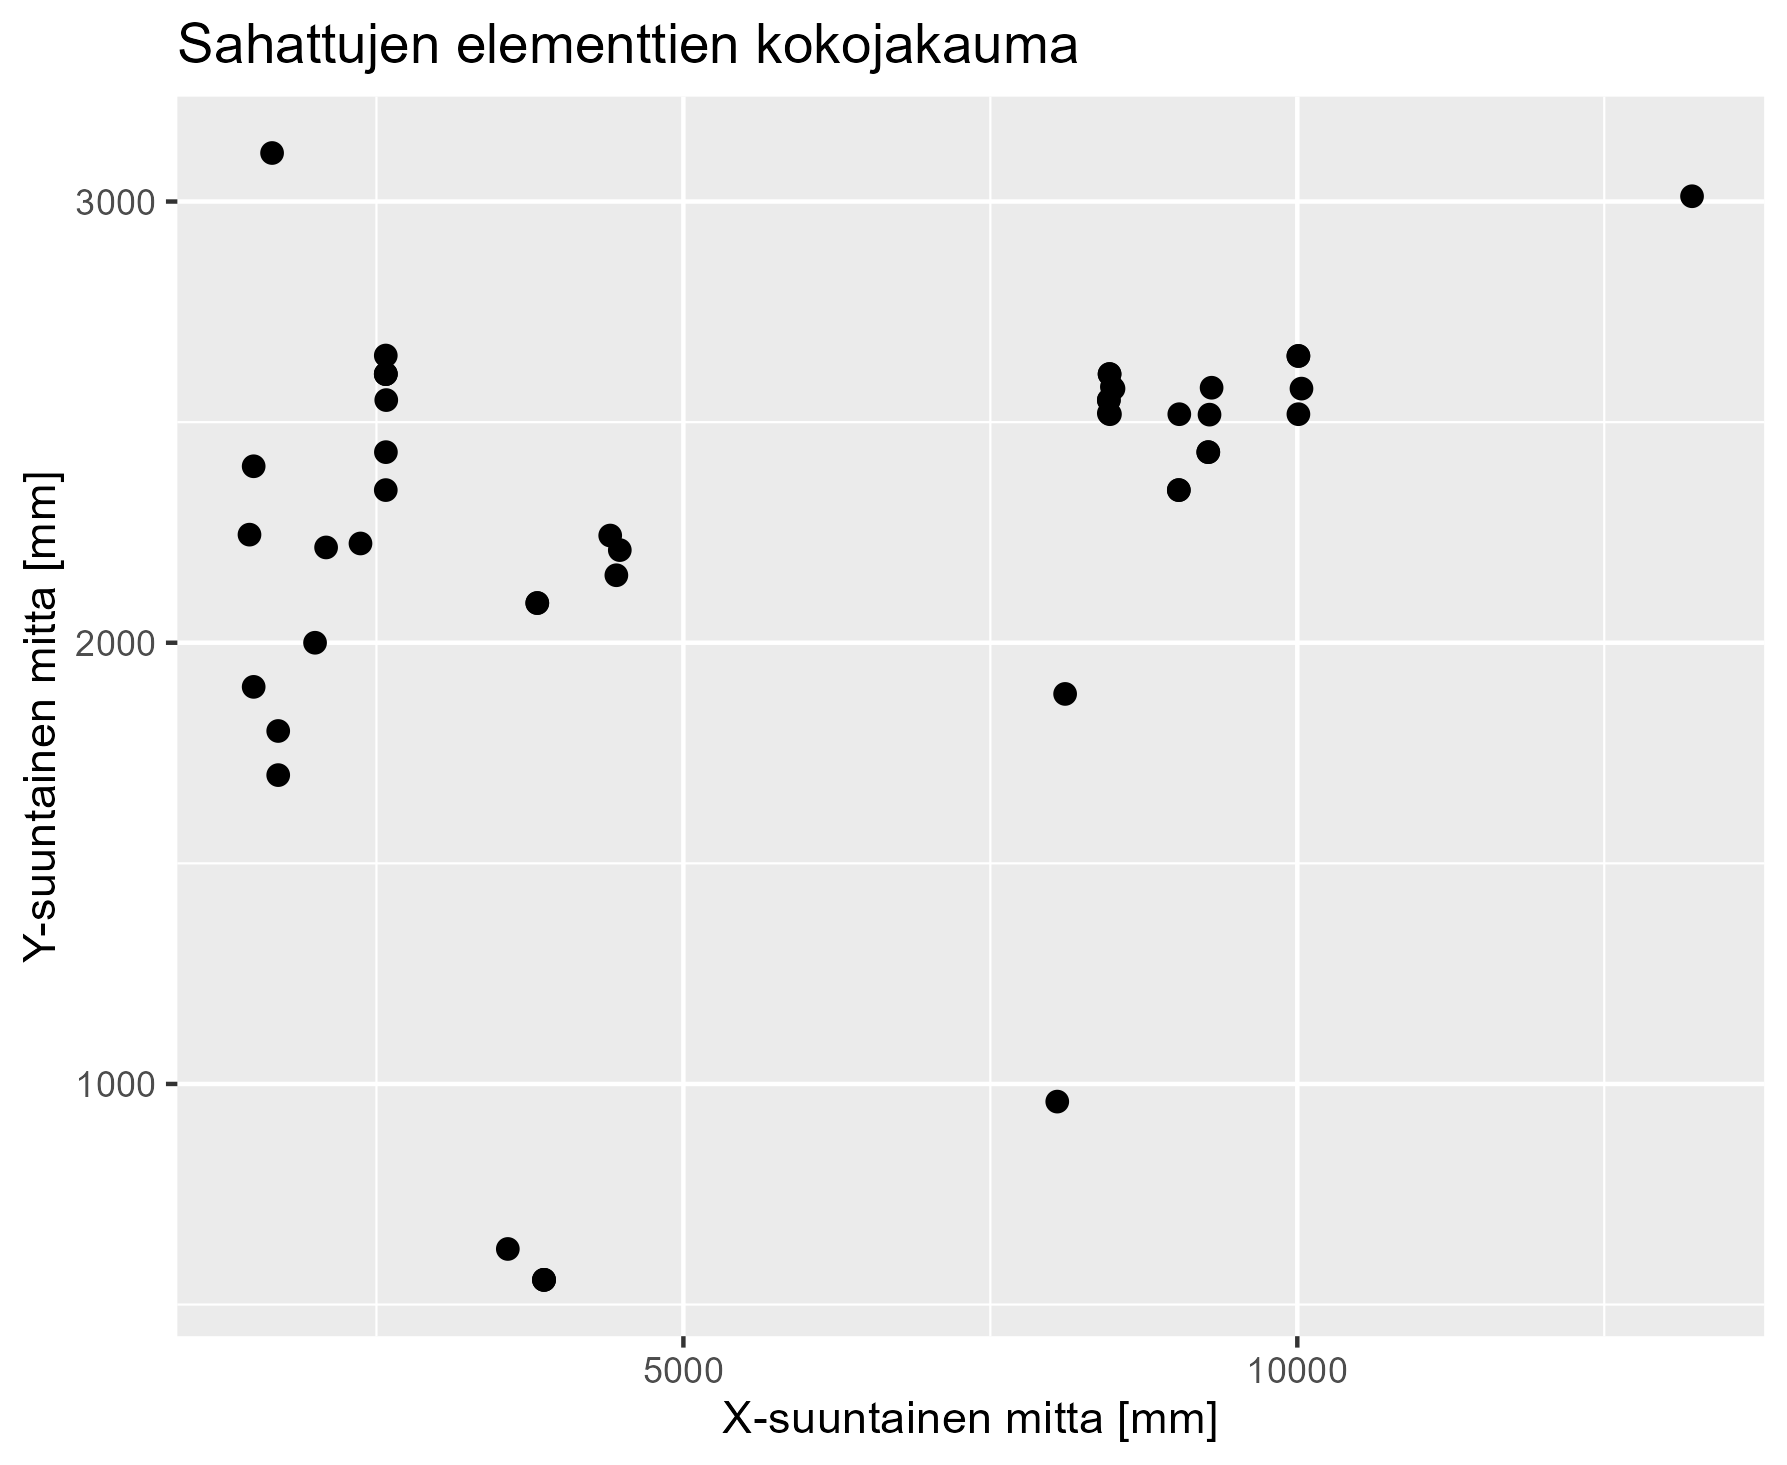 Sahattujen elementtien kokojakauma
Y-suuntainen mitta [mm]
3000
2000
1000
5000
10000
X-suuntainen mitta [mm]